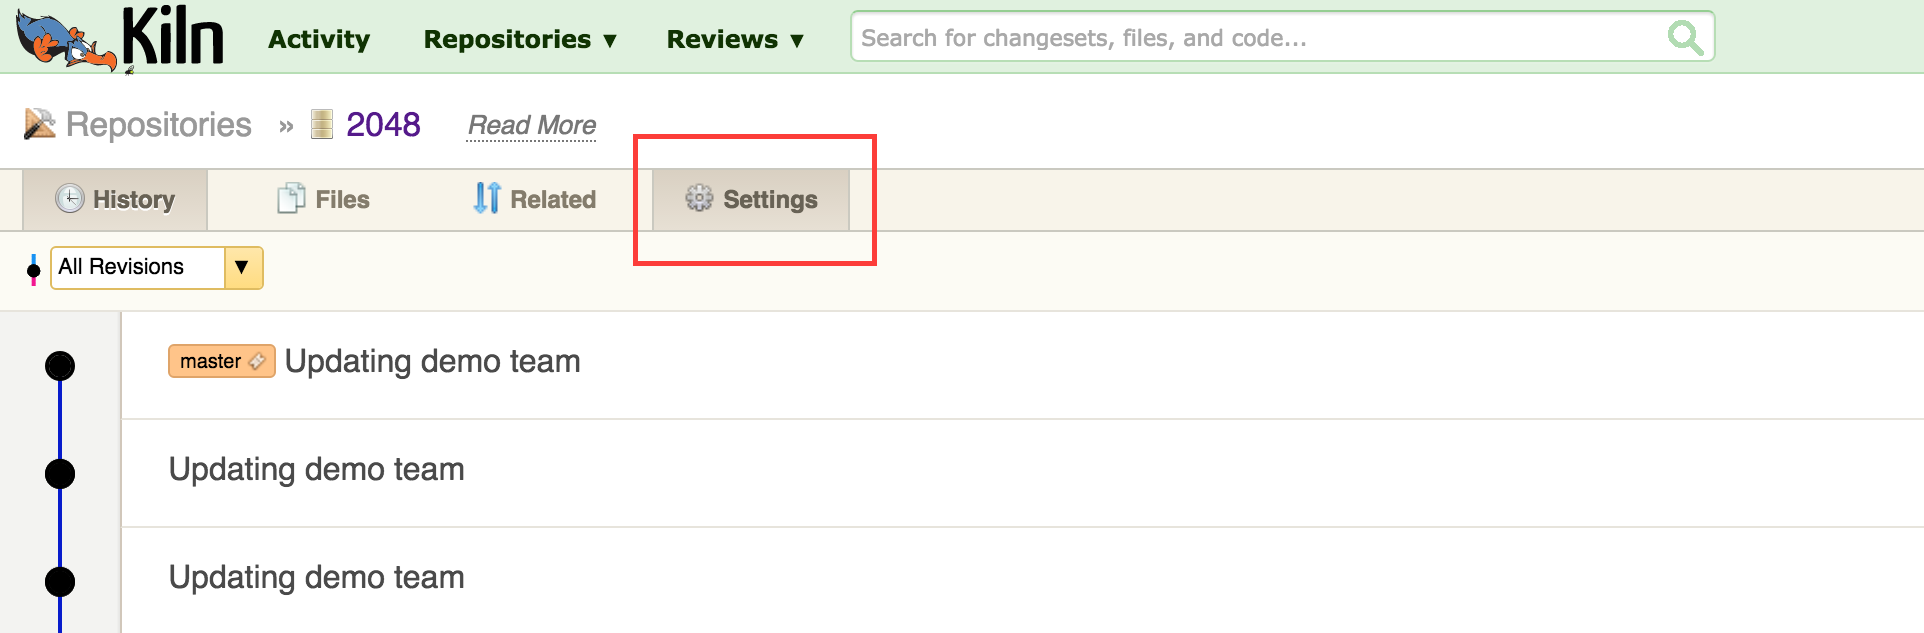 Kiln Activity Repositories ▼ Reviews ▼ Search for changesets, files, and code...
Repositories » 2048 Read More
History Files Related Settings
All Revisions ▼
master Updating demo team
Updating demo team
Updating demo team